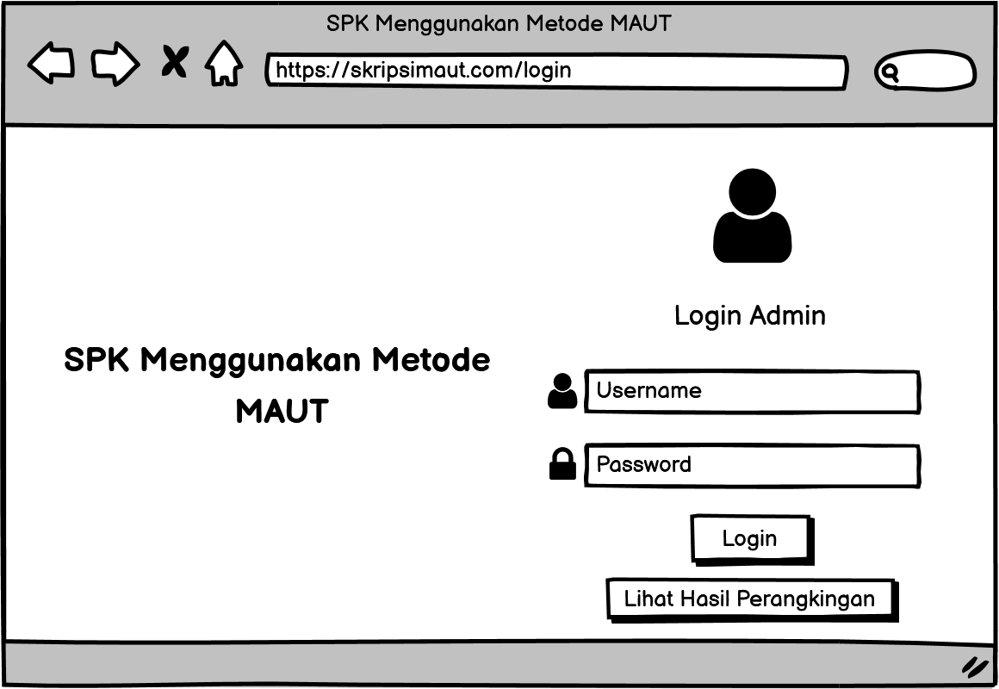 SPK Menggunakan Metode MAUT
https://skripsimaut.com/login
Login Admin
SPK Menggunakan Metode
MAUT
Username
Password
Login
Lihat Hasil Perangkingan